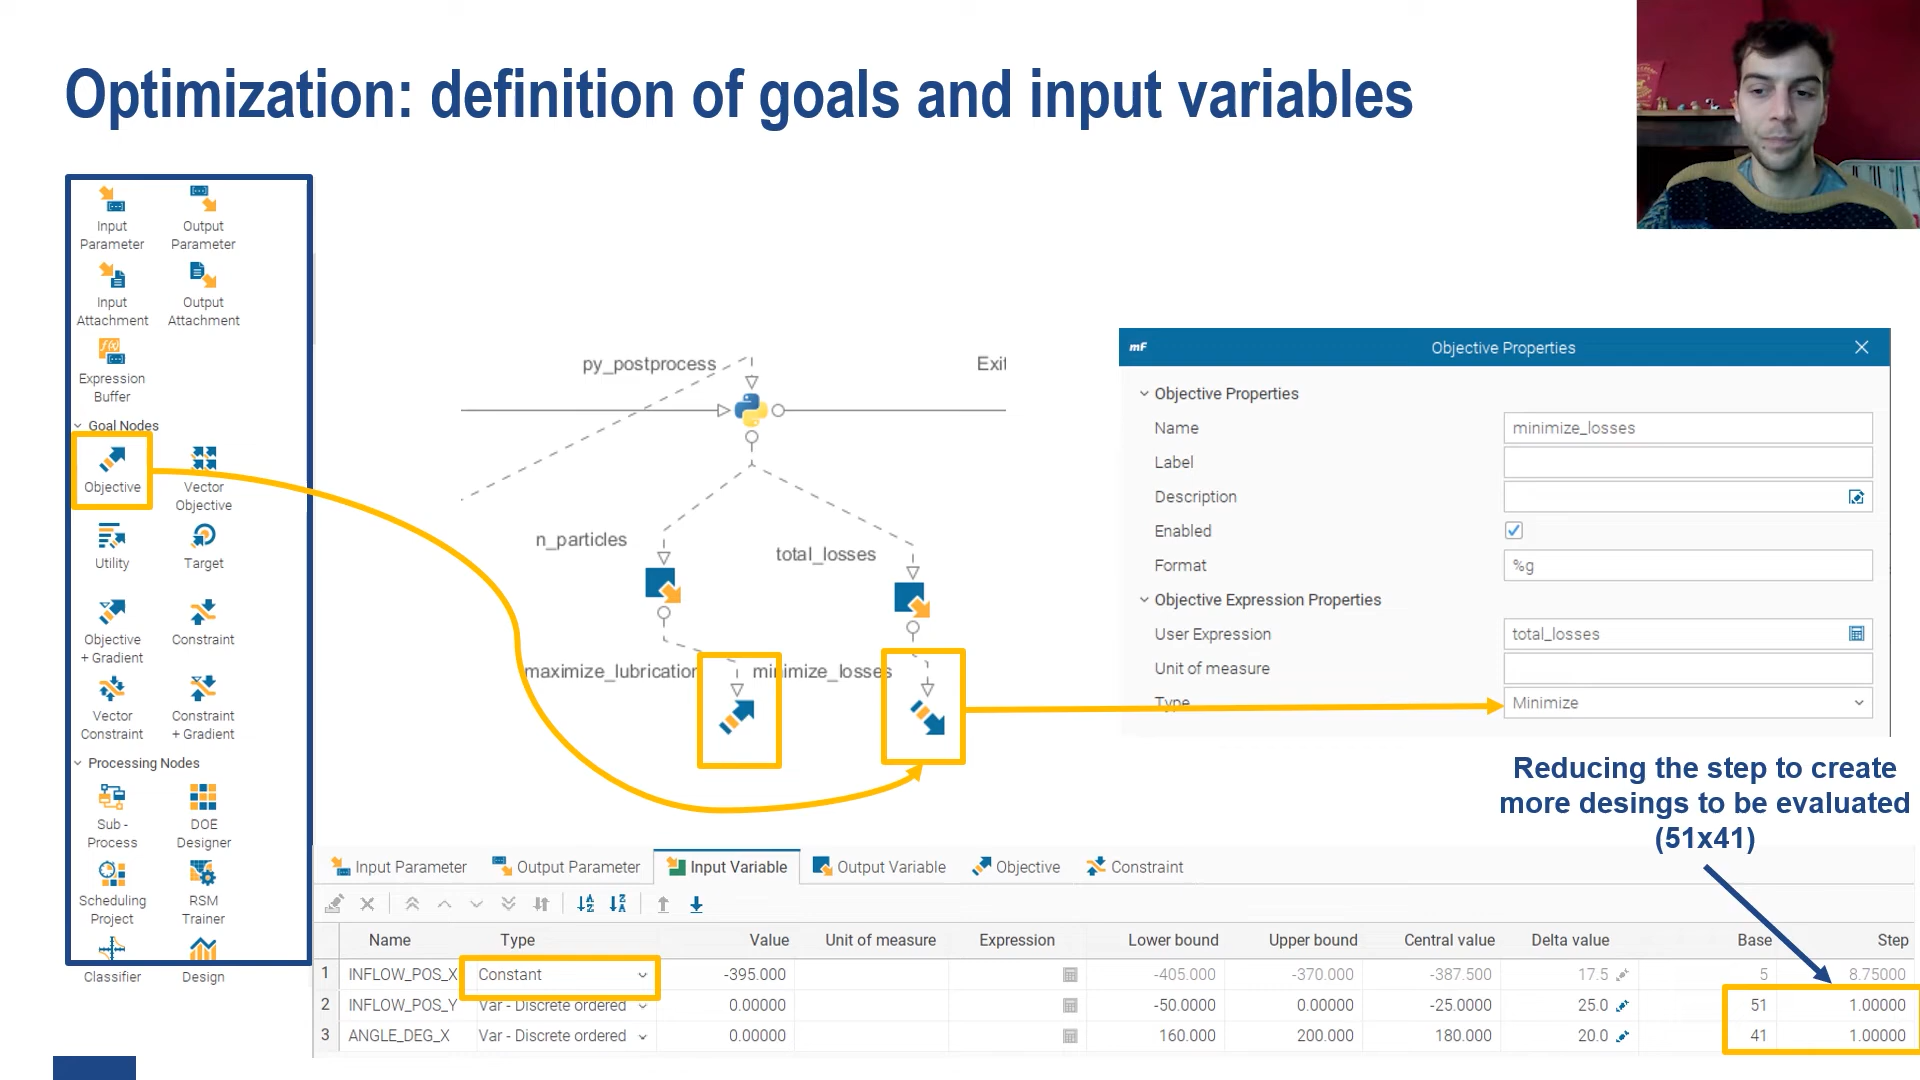 Optimization: definition of goals and input variables
Input
Parameter
Output
Parameter
Input
Attachment
Output
Attachment
f(x)
Expression
Buffer
Goal Nodes
Objective
Vector
Objective
Utility
Target
Objective
+ Gradient
Constraint
Vector
Constraint
Constraint
+ Gradient
Processing Nodes
Sub -
Process
DOE
Designer
Scheduling
Project
RSM
Trainer
Classifier
Design
py_postprocess
Exit
n_particles
total_losses
maximize_lubrication
minimize_losses
mF
Objective Properties
Objective Properties
Name minimize_losses
Label
Description
Enabled
Format %g
Objective Expression Properties
User Expression total_losses
Unit of measure
Type Minimize
Reducing the step to create
more desings to be evaluated
(51x41)
Input Parameter Output Parameter Input Variable Output Variable Objective Constraint
Name Type Value Unit of measure Expression Lower bound Upper bound Central value Delta value Base Step
1 INFLOW_POS_X Constant -395.000 -405.000 -370.000 -387.500 17.5 5 8.75000
2 INFLOW_POS_Y Var - Discrete ordered 0.00000 -50.0000 0.00000 -25.0000 25.0 51 1.00000
3 ANGLE_DEG_X Var - Discrete ordered 0.00000 160.000 200.000 180.000 20.0 41 1.00000